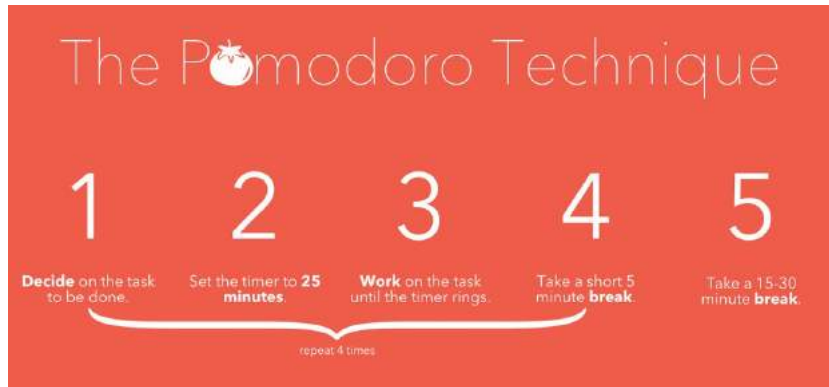 The Pomodoro Technique
1
2
3
4
5
Decide on the task
to be done.
Set the timer to 25
minutes.
Work on the task
until the timer rings.
Take a short 5
minute break.
Take a 15-30
minute break.
repeat 4 times